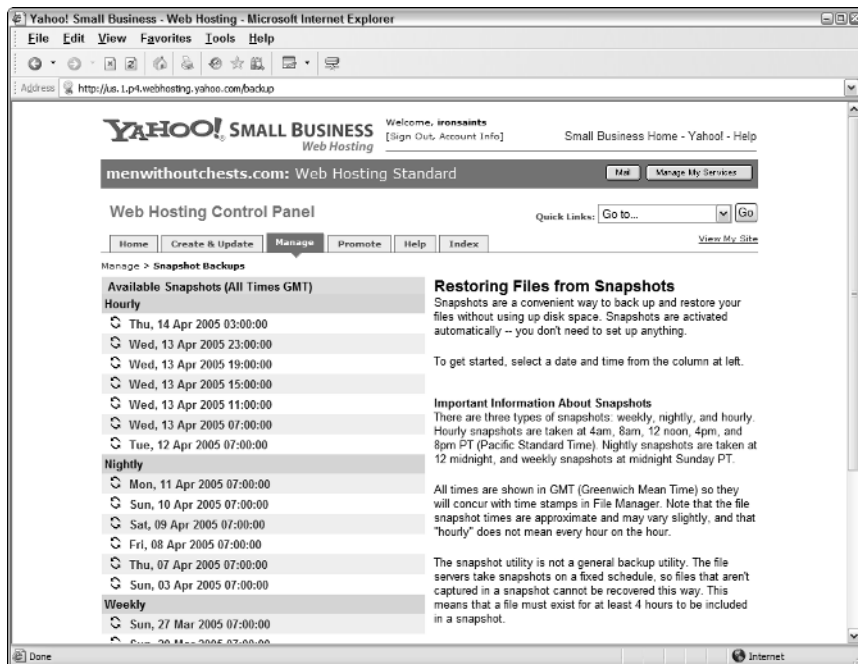 Yahoo! Small Business - Web Hosting - Microsoft Internet Explorer
File Edit View Favorites Tools Help
Address http://us.1.p4.webhosting.yahoo.com/backup
YAHOO! SMALL BUSINESS
Web Hosting
Welcome, ironsaints
[Sign Out, Account Info]
Small Business Home - Yahoo! - Help
menwithoutchests.com: Web Hosting Standard
Mail Manage My Services
Web Hosting Control Panel
Quick Links: Go to... Go
Home Create & Update Manage Promote Help Index
View My Site
Manage > Snapshot Backups
Available Snapshots (All Times GMT)
Hourly
Thu, 14 Apr 2005 03:00:00
Wed, 13 Apr 2005 23:00:00
Wed, 13 Apr 2005 19:00:00
Wed, 13 Apr 2005 15:00:00
Wed, 13 Apr 2005 11:00:00
Wed, 13 Apr 2005 07:00:00
Tue, 12 Apr 2005 07:00:00
Nightly
Mon, 11 Apr 2005 07:00:00
Sun, 10 Apr 2005 07:00:00
Sat, 09 Apr 2005 07:00:00
Fri, 08 Apr 2005 07:00:00
Thu, 07 Apr 2005 07:00:00
Sun, 03 Apr 2005 07:00:00
Weekly
Sun, 27 Mar 2005 07:00:00
Restoring Files from Snapshots
Snapshots are a convenient way to back up and restore your
files without using up disk space. Snapshots are activated
automatically -- you don't need to set up anything.
To get started, select a date and time from the column at left.
Important Information About Snapshots
There are three types of snapshots: weekly, nightly, and hourly.
Hourly snapshots are taken at 4am, 8am, 12 noon, 4pm, and
8pm PT (Pacific Standard Time). Nightly snapshots are taken at
12 midnight, and weekly snapshots at midnight Sunday PT.
All times are shown in GMT (Greenwich Mean Time) so they
will concur with time stamps in File Manager. Note that the file
snapshot times are approximate and may vary slightly, and that
"hourly" does not mean every hour on the hour.
The snapshot utility is not a general backup utility. The file
servers take snapshots on a fixed schedule, so files that aren't
captured in a snapshot cannot be recovered this way. This
means that a file must exist for at least 4 hours to be included
in a snapshot.
Done
Internet